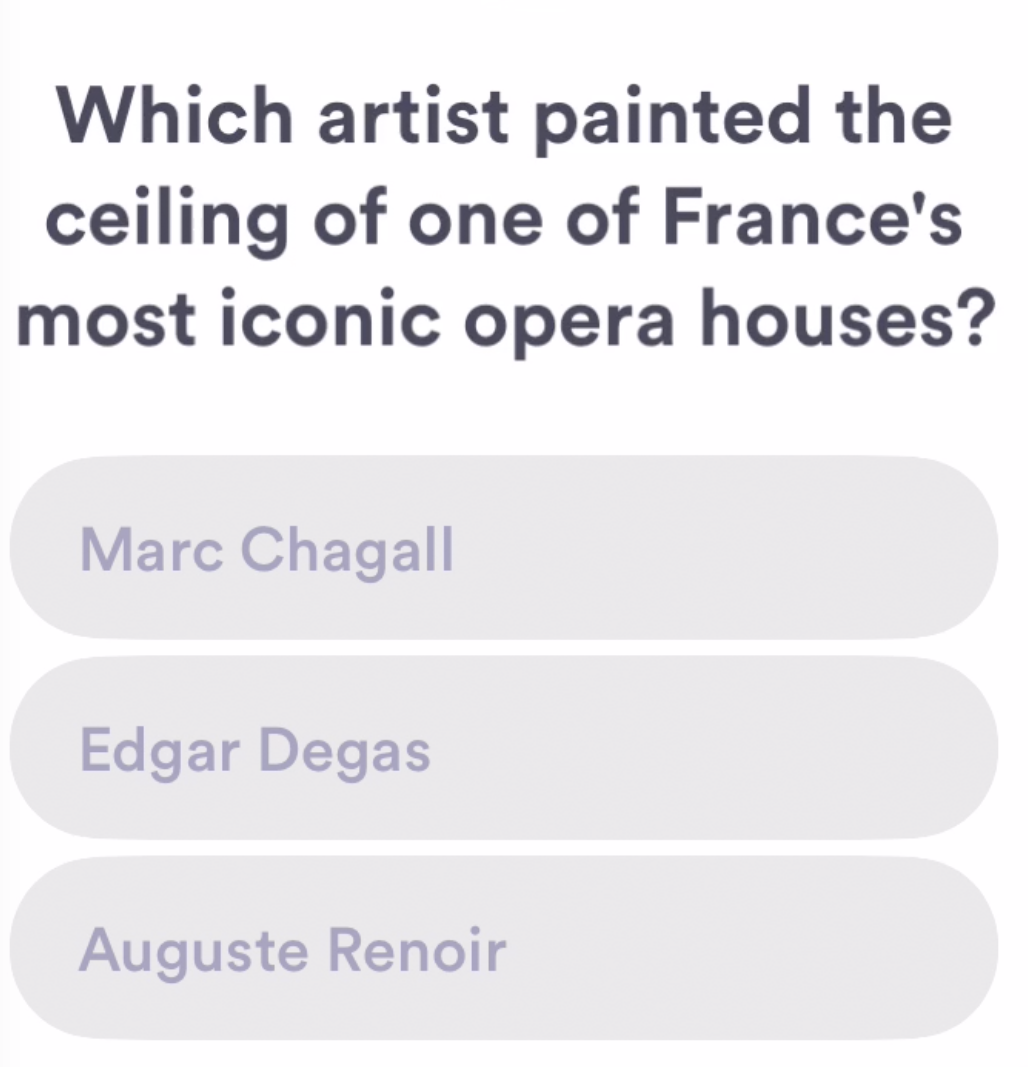 Which artist painted the
ceiling of one of France's
most iconic opera houses?
Marc Chagall
Edgar Degas
Auguste Renoir